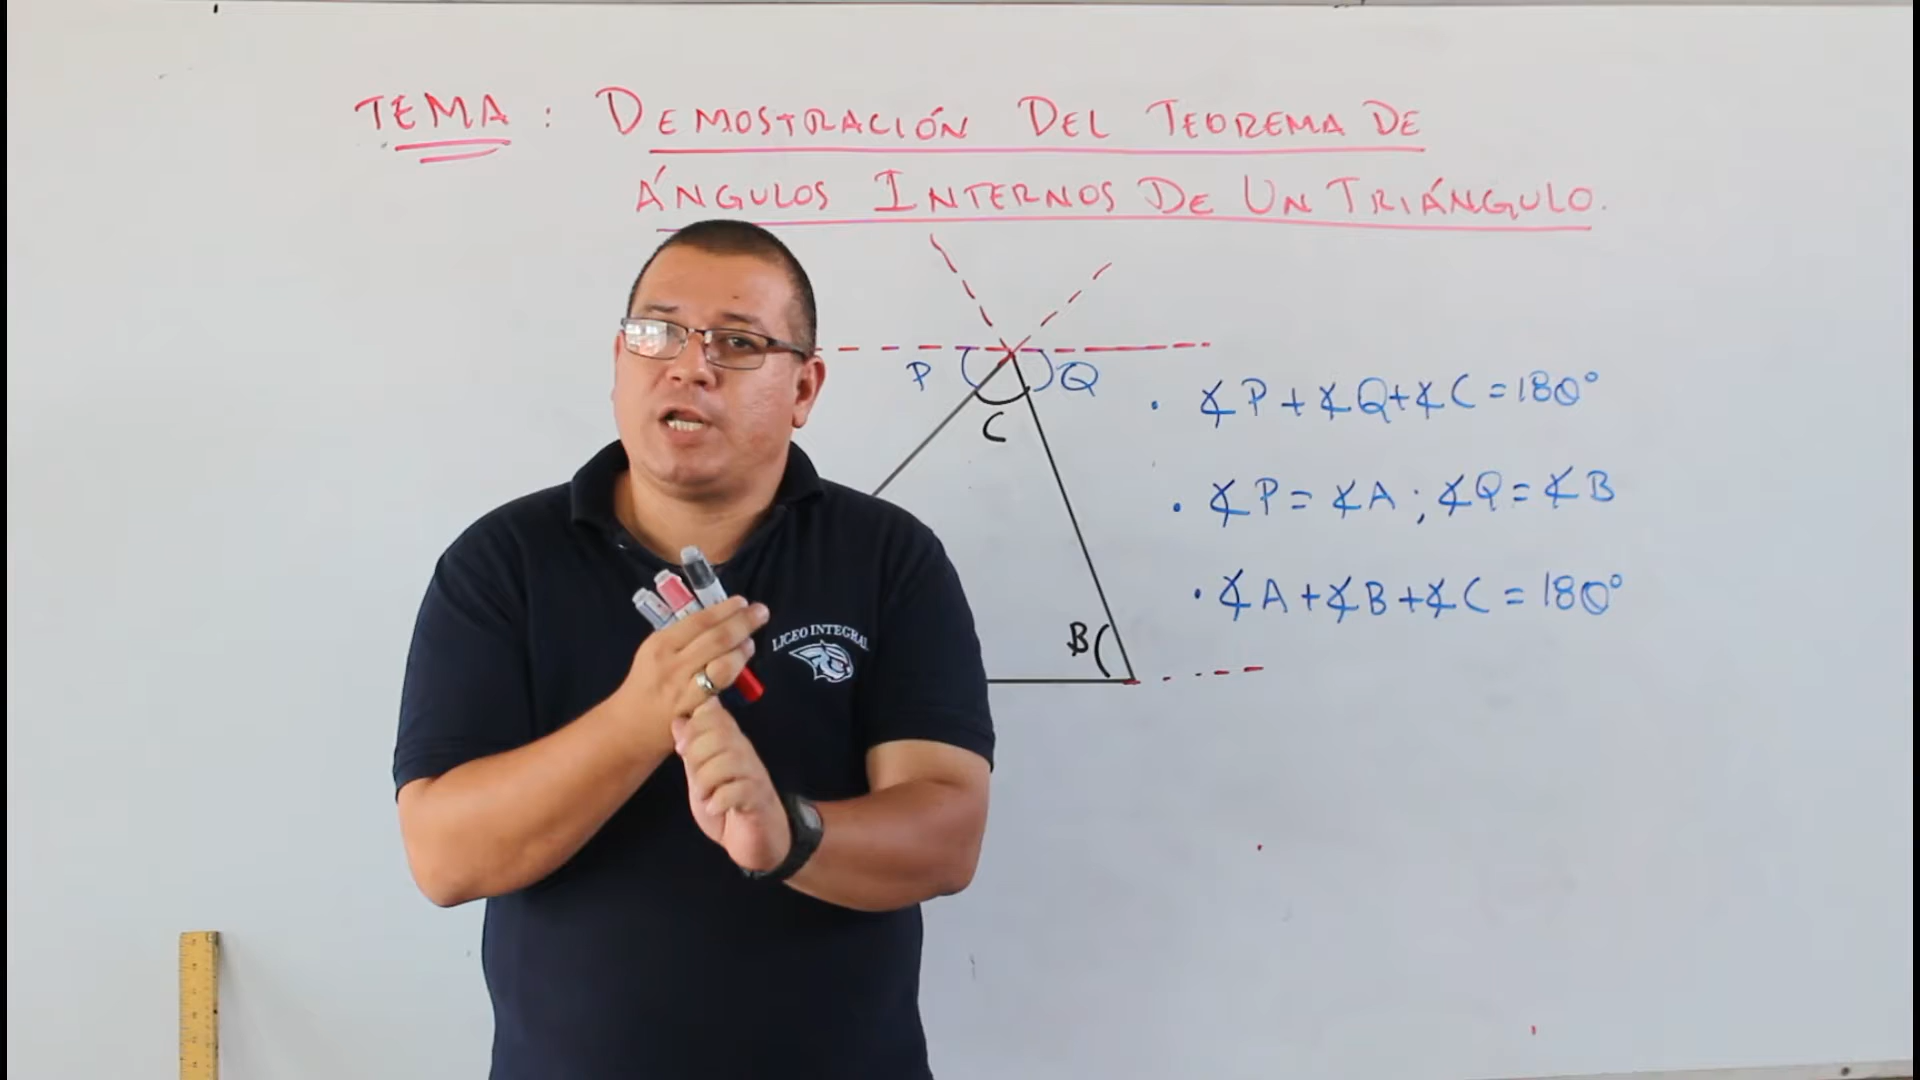 TEMA: DEMOSTRACIÓN DEL TEOREMA DE
ÁNGULOS INTERNOS DE UN TRIÁNGULO.
P
Q
C
B
· ∡P + ∡Q + ∡C = 180°
· ∡P = ∡A ; ∡Q = ∡B
· ∡A + ∡B + ∡C = 180°
LICEO INTEGRAL